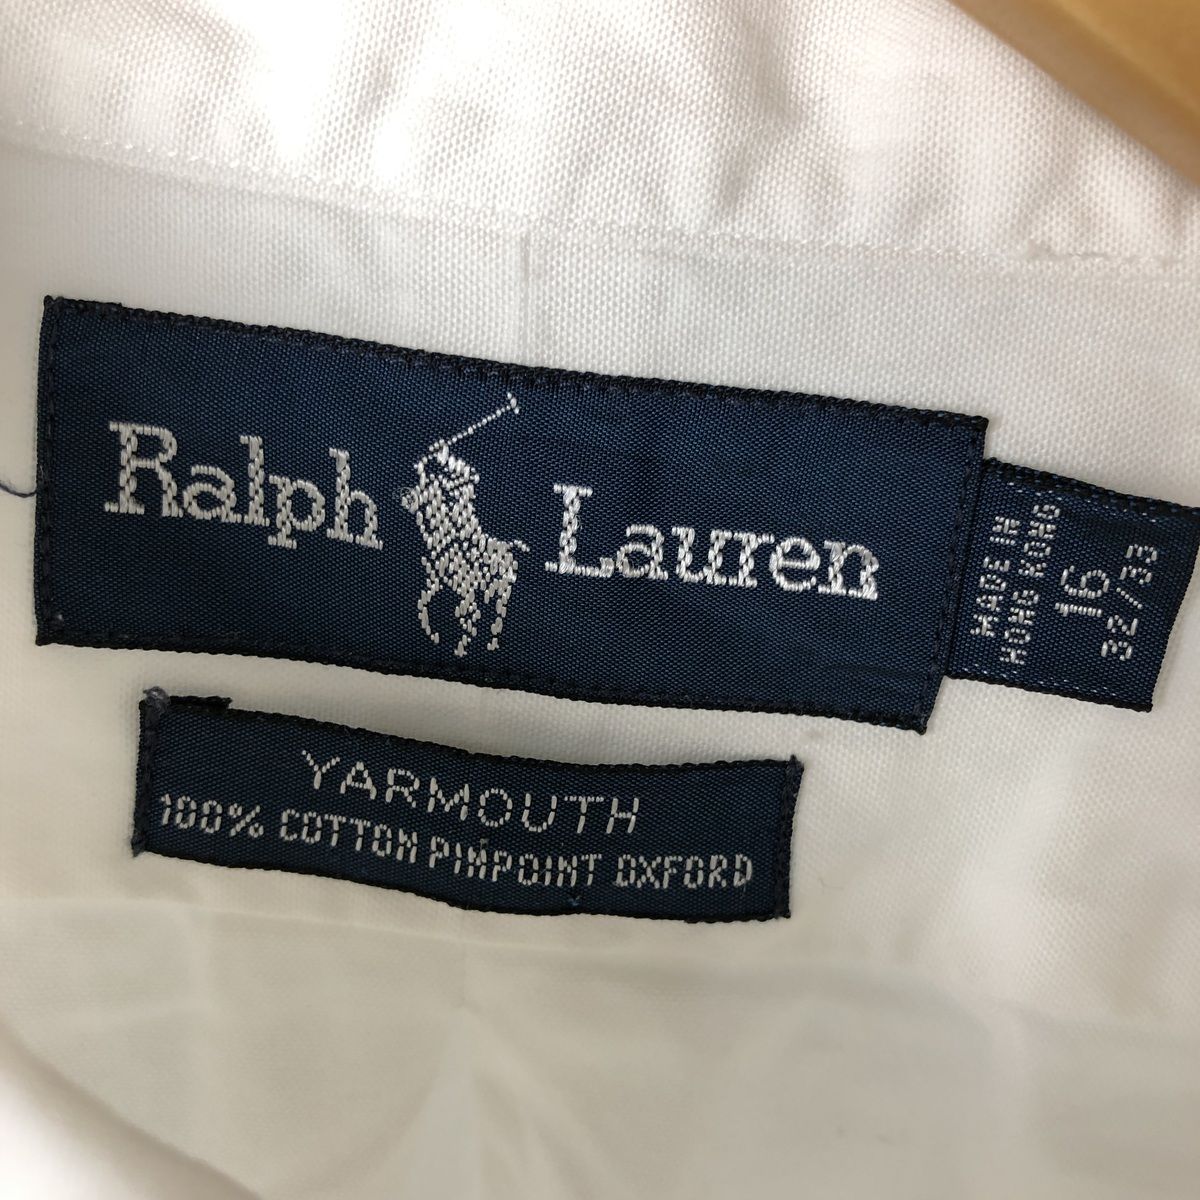 Ralph Lauren
MADE IN
HONG KONG
16
32/33
YARMOUTH
100% COTTON PINPOINT OXFORD